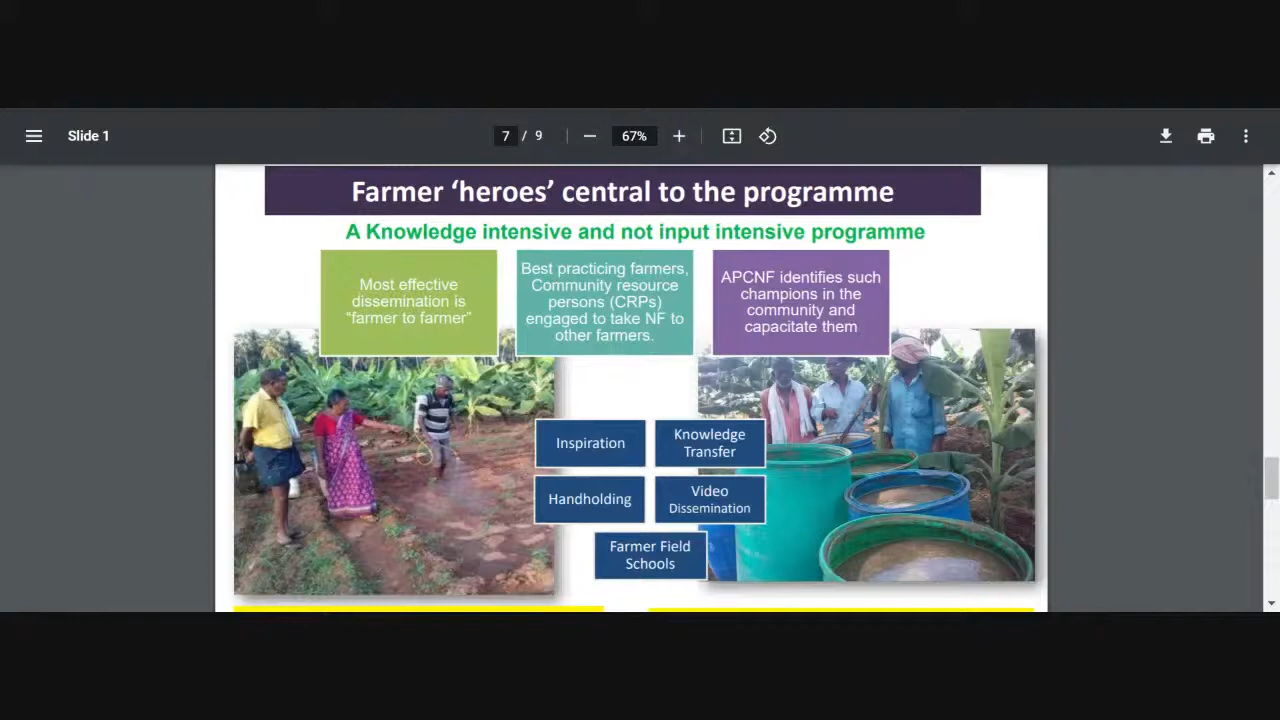 Slide 1
7 / 9
67%
Farmer ‘heroes’ central to the programme
A Knowledge intensive and not input intensive programme
Most effective
dissemination is
“farmer to farmer”
Best practicing farmers,
Community resource
persons (CRPs)
engaged to take NF to
other farmers.
APCNF identifies such
champions in the
community and
capacitate them
Inspiration
Knowledge
Transfer
Handholding
Video
Dissemination
Farmer Field
Schools